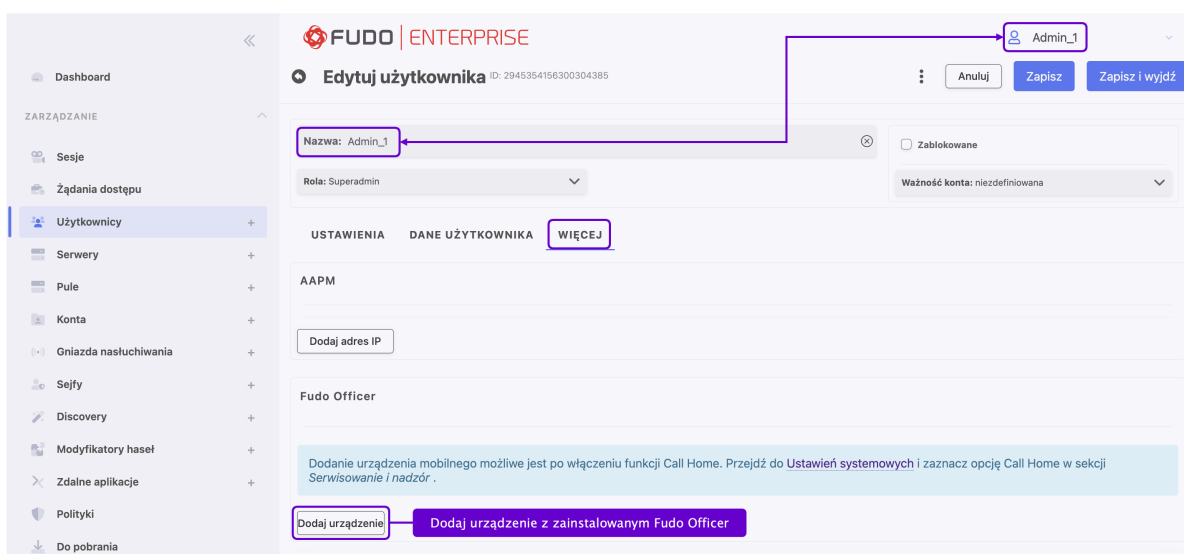 FUDO ENTERPRISE
Admin_1
Dashboard
Edytuj użytkownika ID: 2945354156300304385
Anuluj
Zapisz
Zapisz i wyjdź
ZARZĄDZANIE
Nazwa: Admin_1
Zablokowane
Sesje
Rola: Superadmin
Ważność konta: niezdefiniowana
Żądania dostępu
Użytkownicy +
USTAWIENIA DANE UŻYTKOWNIKA WIĘCEJ
Serwery +
AAPM
Pule +
Konta +
Dodaj adres IP
Gniazda nasłuchiwania +
Sejfy +
Fudo Officer
Discovery +
Modyfikatory haseł +
Dodanie urządzenia mobilnego możliwe jest po włączeniu funkcji Call Home. Przejdź do Ustawień systemowych i zaznacz opcję Call Home w sekcji
Serwisowanie i nadzór .
Zdalne aplikacje +
Polityki
Dodaj urządzenie
Dodaj urządzenie z zainstalowanym Fudo Officer
Do pobrania